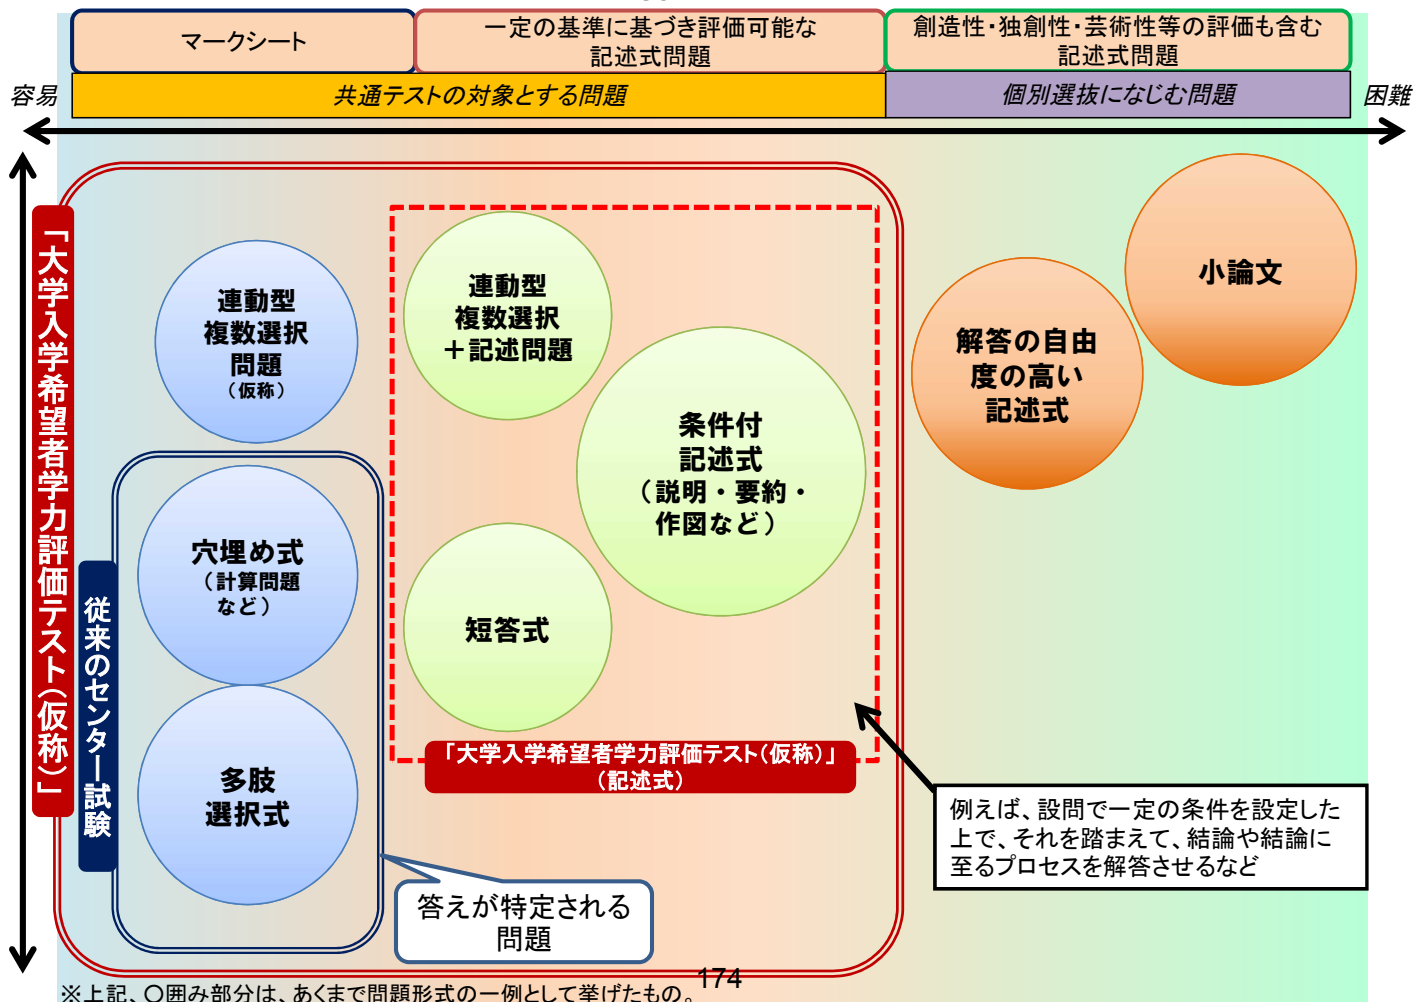 マークシート
一定の基準に基づき評価可能な
記述式問題
創造性・独創性・芸術性等の評価も含む
記述式問題
容易
共通テストの対象とする問題
個別選抜になじむ問題
困難
「大学入学希望者学力評価テスト(仮称)」
従来のセンター試験
連動型
複数選択
問題
（仮称）
穴埋め式
（計算問題
など）
多肢
選択式
連動型
複数選択
＋記述問題
条件付
記述式
（説明・要約・
作図など）
短答式
「大学入学希望者学力評価テスト(仮称)」
(記述式)
解答の自由
度の高い
記述式
小論文
例えば、設問で一定の条件を設定した
上で、それを踏まえて、結論や結論に
至るプロセスを解答させるなど
答えが特定される
問題
174
※上記、〇囲み部分は、あくまで問題形式の一例として挙げたもの。